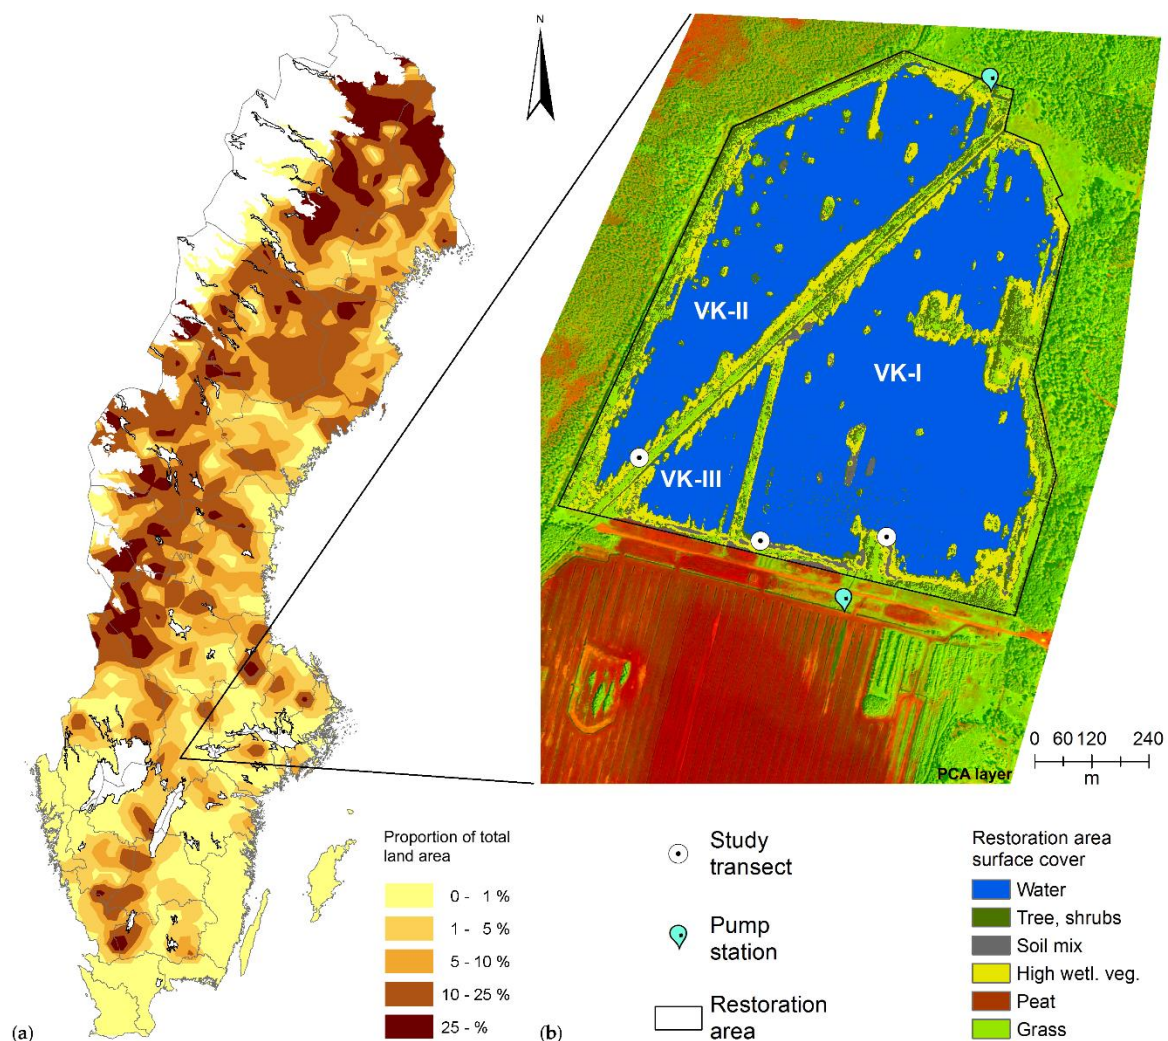 N
VK-II
VK-I
VK-III
PCA layer
0 60 120 240
m
Proportion of total
land area
0 - 1 %
1 - 5 %
5 - 10 %
10 - 25 %
25 - %
(a)
Study
transect
Pump
station
Restoration
area
(b)
Restoration area
surface cover
Water
Tree, shrubs
Soil mix
High wetl. veg.
Peat
Grass